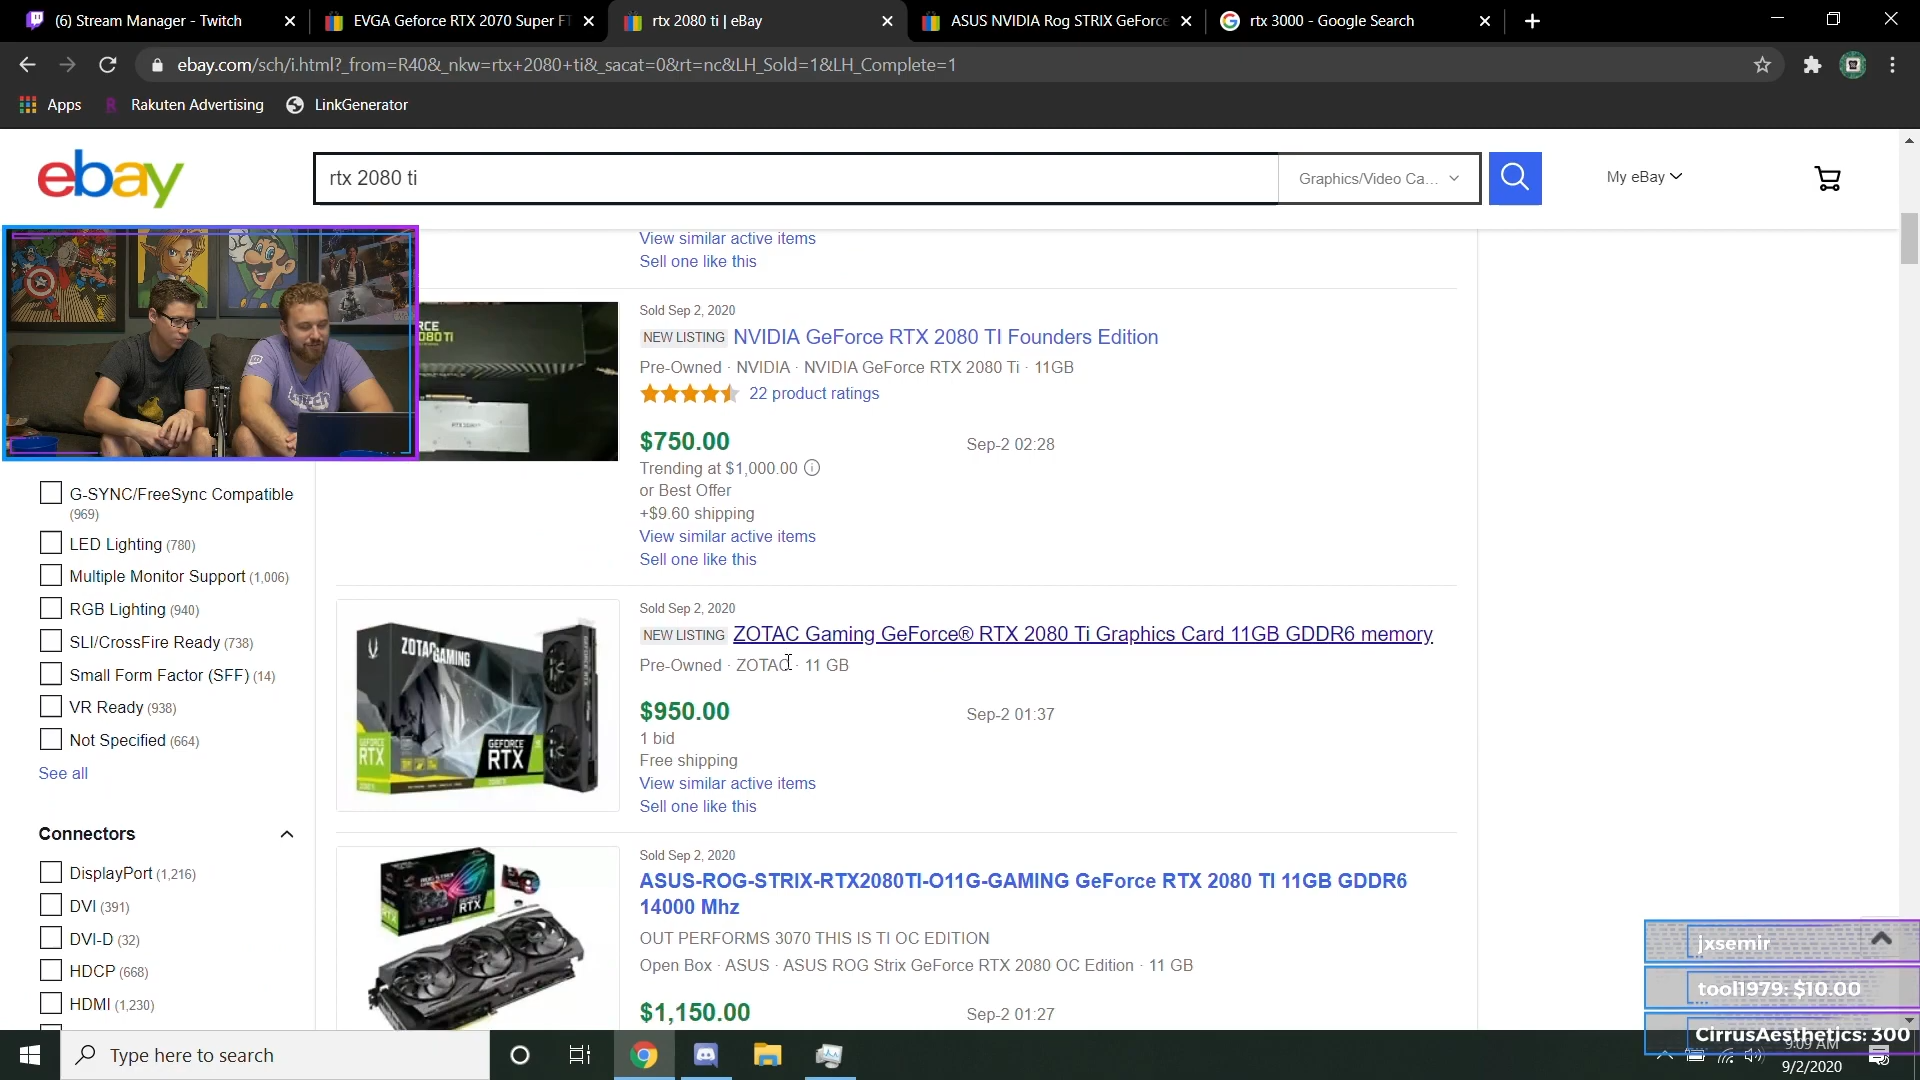 (6) Stream Manager - Twitch
EVGA Geforce RTX 2070 Super FT
rtx 2080 ti | eBay
ASUS NVIDIA Rog STRIX GeForce
rtx 3000 - Google Search
ebay.com/sch/i.html?_from=R40&_nkw=rtx+2080+ti&_sacat=0&rt=nc&LH_Sold=1&LH_Complete=1
Apps
Rakuten Advertising
LinkGenerator
ebay
rtx 2080 ti
Graphics/Video Ca...
My eBay
View similar active items
Sell one like this
Sold Sep 2, 2020
NEW LISTING NVIDIA GeForce RTX 2080 TI Founders Edition
Pre-Owned · NVIDIA · NVIDIA GeForce RTX 2080 Ti · 11GB
22 product ratings
$750.00
Sep-2 02:28
Trending at $1,000.00
or Best Offer
+$9.60 shipping
View similar active items
Sell one like this
G-SYNC/FreeSync Compatible
(969)
LED Lighting (780)
Multiple Monitor Support (1,006)
RGB Lighting (940)
SLI/CrossFire Ready (738)
Small Form Factor (SFF) (14)
VR Ready (938)
Not Specified (664)
See all
Connectors
DisplayPort (1,216)
DVI (391)
DVI-D (32)
HDCP (668)
HDMI (1,230)
ZOTAC GAMING
GEFORCE
RTX
GEFORCE
RTX
Sold Sep 2, 2020
NEW LISTING ZOTAC Gaming GeForce® RTX 2080 Ti Graphics Card 11GB GDDR6 memory
Pre-Owned · ZOTAC · 11 GB
$950.00
Sep-2 01:37
1 bid
Free shipping
View similar active items
Sell one like this
Sold Sep 2, 2020
ASUS-ROG-STRIX-RTX2080TI-O11G-GAMING GeForce RTX 2080 TI 11GB GDDR6
14000 Mhz
OUT PERFORMS 3070 THIS IS TI OC EDITION
Open Box · ASUS · ASUS ROG Strix GeForce RTX 2080 OC Edition · 11 GB
$1,150.00
Sep-2 01:27
jxsemir
tool1979: $10.00
CirrusAesthetics: 300
Type here to search
9:09 AM
9/2/2020